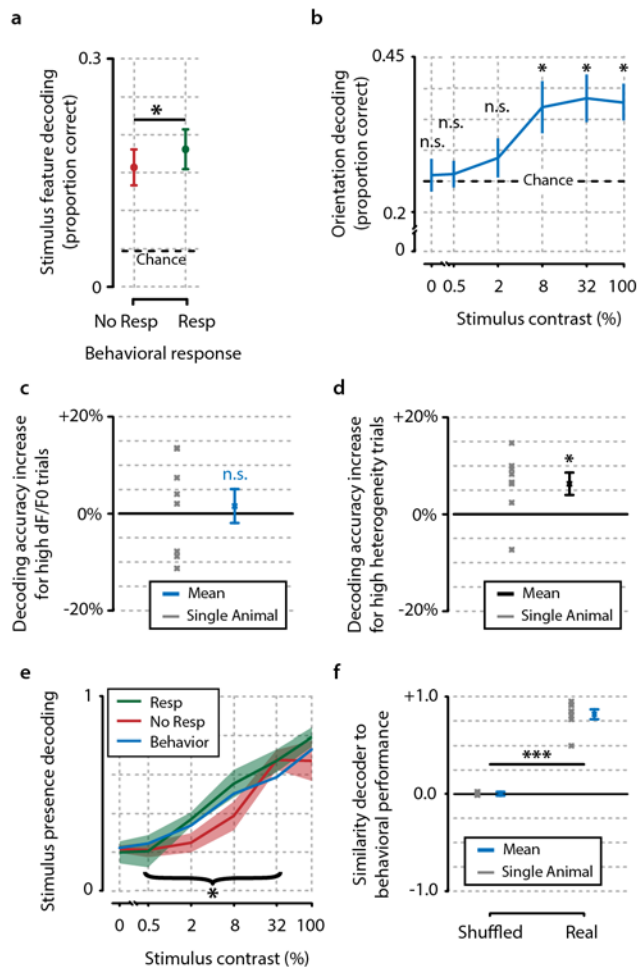 a
0.3
Stimulus feature decoding
(proportion correct)
*
Chance
0
No Resp
Resp
Behavioral response
b
0.45
Orientation decoding
(proportion correct)
n.s.
n.s.
n.s.
*
*
*
Chance
0.2
0
0
0.5
2
8
32
100
Stimulus contrast (%)
c
+20%
Decoding accuracy increase
for high dF/F0 trials
n.s.
0%
Mean
Single Animal
-20%
d
+20%
Decoding accuracy increase
for high heterogeneity trials
*
0%
Mean
Single Animal
-20%
e
1
Stimulus presence decoding
Resp
No Resp
Behavior
0
*
0
0.5
2
8
32
100
Stimulus contrast (%)
f
+1.0
Similarity decoder to
behavioral performance
***
0.0
Mean
Single Animal
-1.0
Shuffled
Real